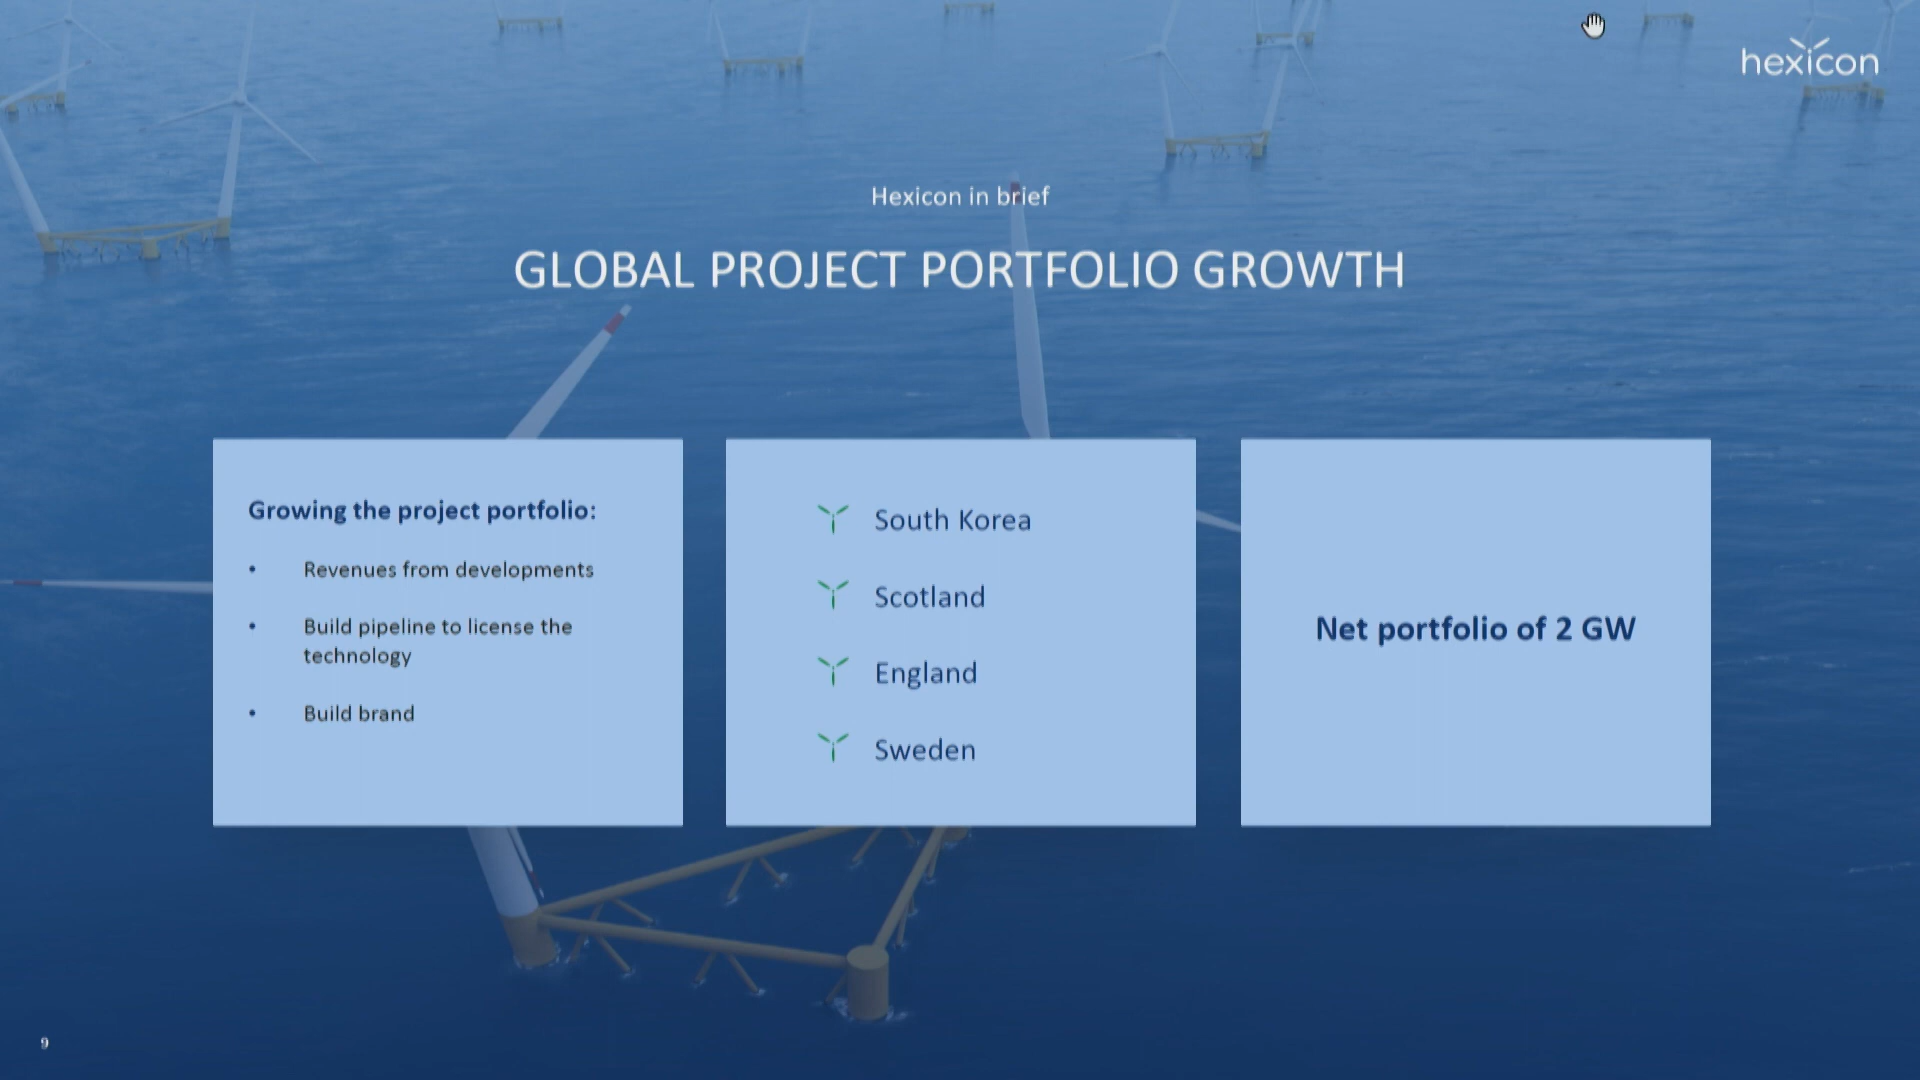 hexicon
Hexicon in brief
GLOBAL PROJECT PORTFOLIO GROWTH
Growing the project portfolio:
• Revenues from developments
• Build pipeline to license the
technology
• Build brand
South Korea
Scotland
England
Sweden
Net portfolio of 2 GW
9